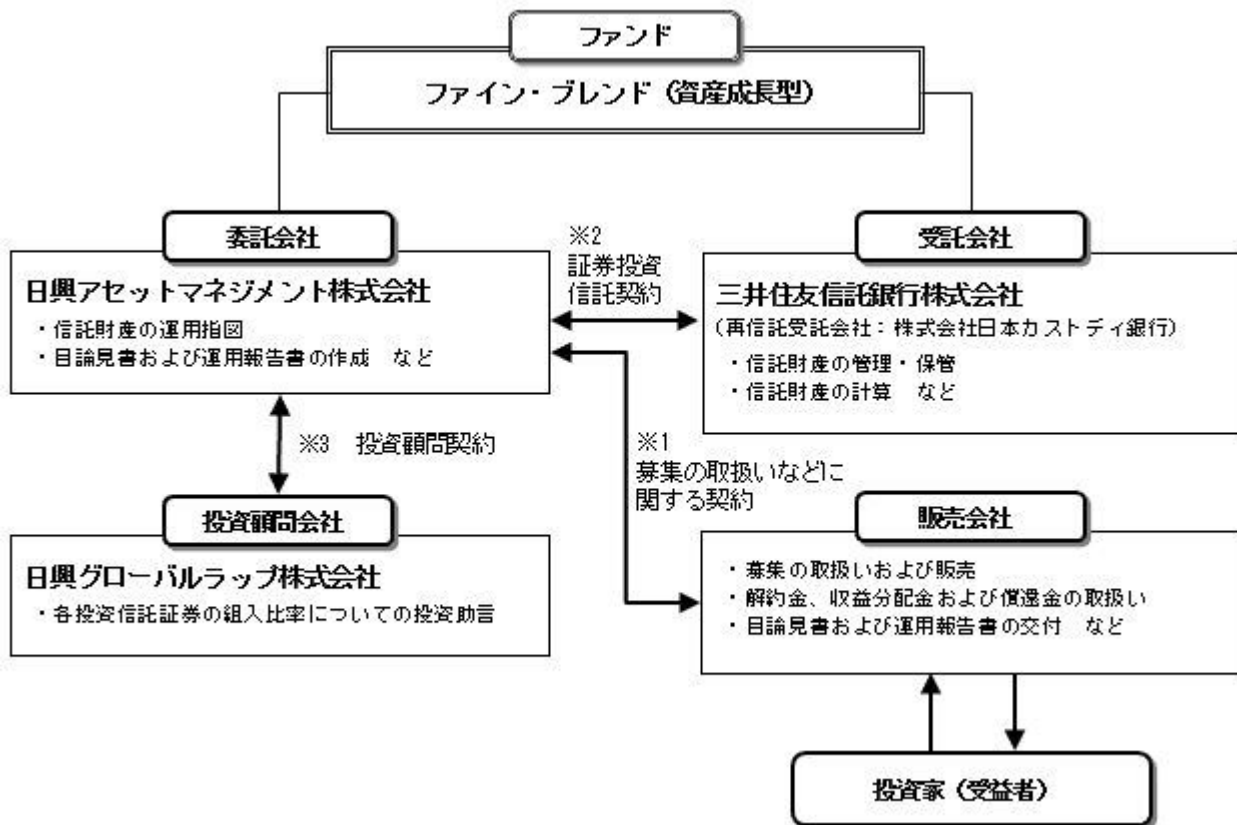 ファンド
ファイン・ブレンド（資産成長型）
委託会社
日興アセットマネジメント株式会社
・信託財産の運用指図
・目論見書および運用報告書の作成　など
※2
証券投資
信託契約
受託会社
三井住友信託銀行株式会社
（再信託受託会社：株式会社日本カストディ銀行）
・信託財産の管理・保管
・信託財産の計算　など
※3　投資顧問契約
※1
募集の取扱いなどに
関する契約
投資顧問会社
日興グローバルラップ株式会社
・各投資信託証券の組入比率についての投資助言
販売会社
・募集の取扱いおよび販売
・解約金、収益分配金および償還金の取扱い
・目論見書および運用報告書の交付　など
投資家（受益者）